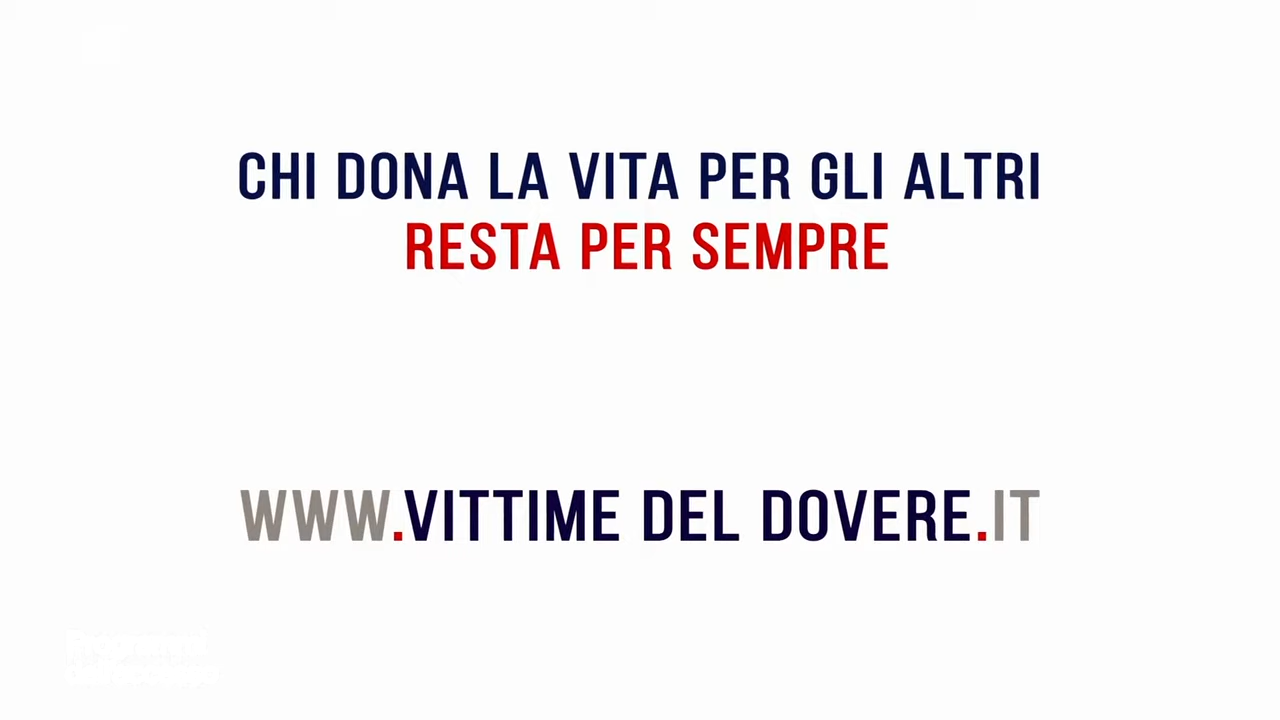 CHI DONA LA VITA PER GLI ALTRI
RESTA PER SEMPRE
WWW.VITTIME DEL DOVERE.IT